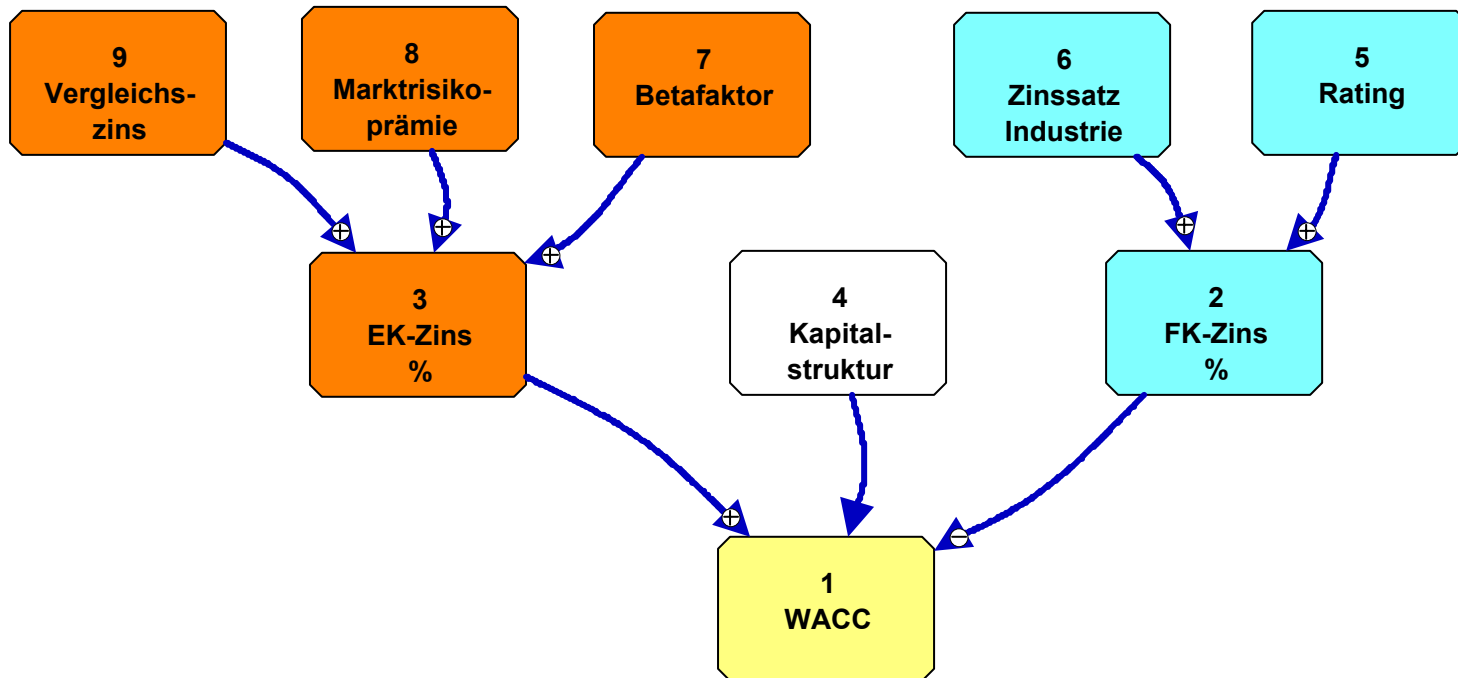 9
Vergleichs-
zins
8
Marktrisiko-
prämie
7
Betafaktor
6
Zinssatz
Industrie
5
Rating
+
+
+
+
+
3
EK-Zins
%
4
Kapital-
struktur
2
FK-Zins
%
+
−
1
WACC